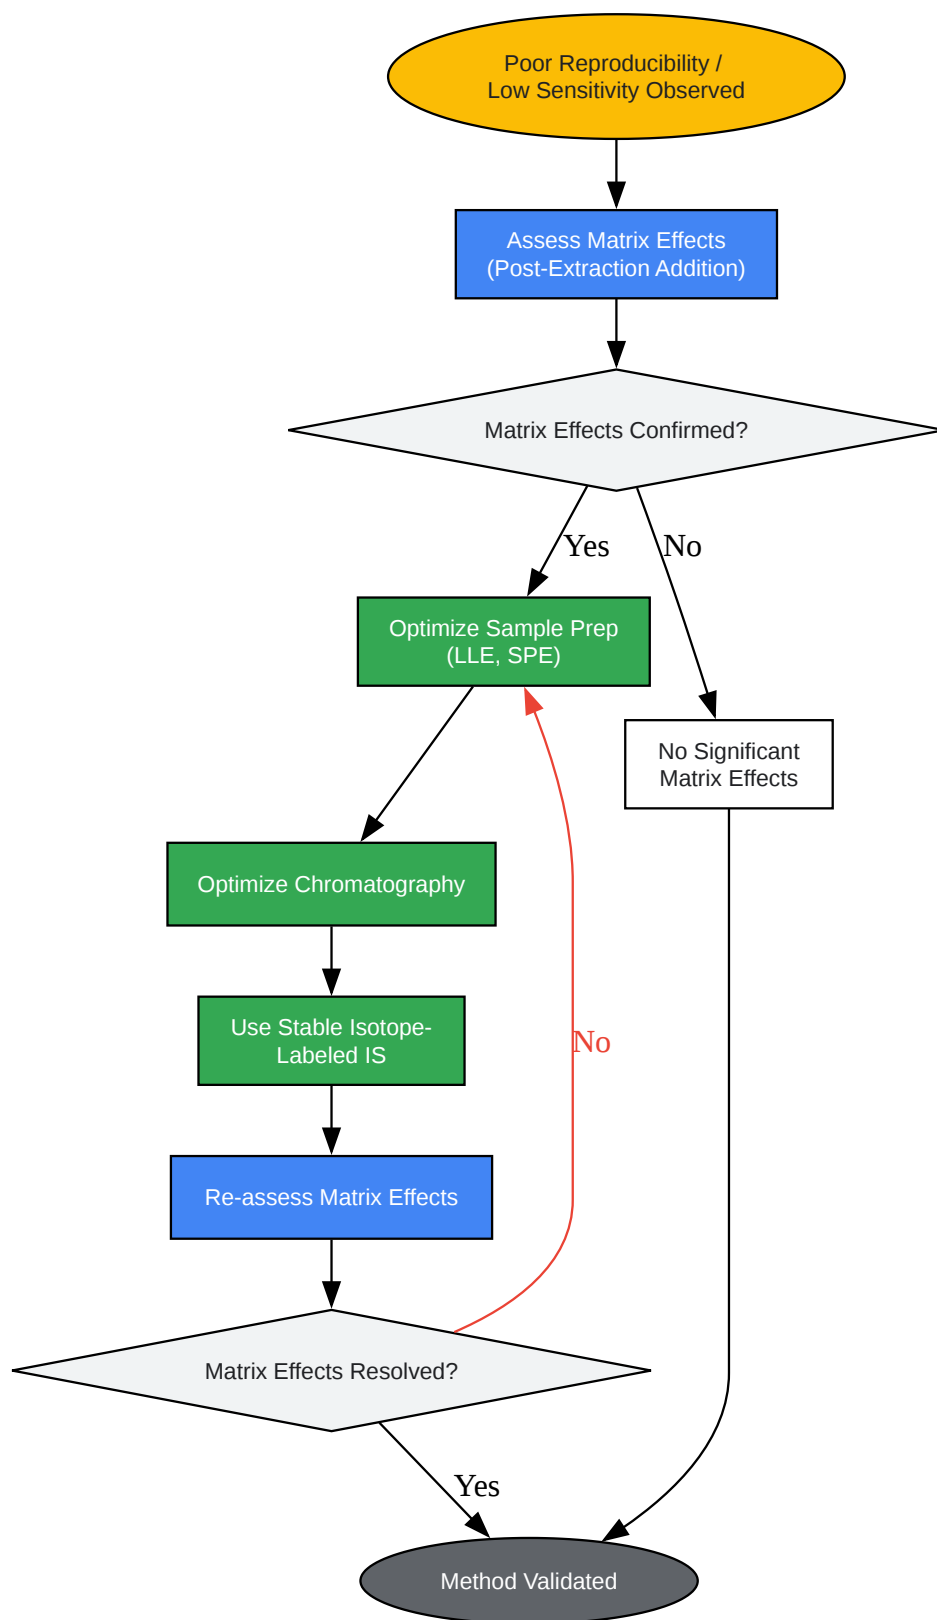 Poor Reproducibility /
Low Sensitivity Observed
Assess Matrix Effects
(Post-Extraction Addition)
Matrix Effects Confirmed?
Yes
No
Optimize Sample Prep
(LLE, SPE)
No Significant
Matrix Effects
Optimize Chromatography
Use Stable Isotope-
Labeled IS
No
Re-assess Matrix Effects
Matrix Effects Resolved?
Yes
Method Validated